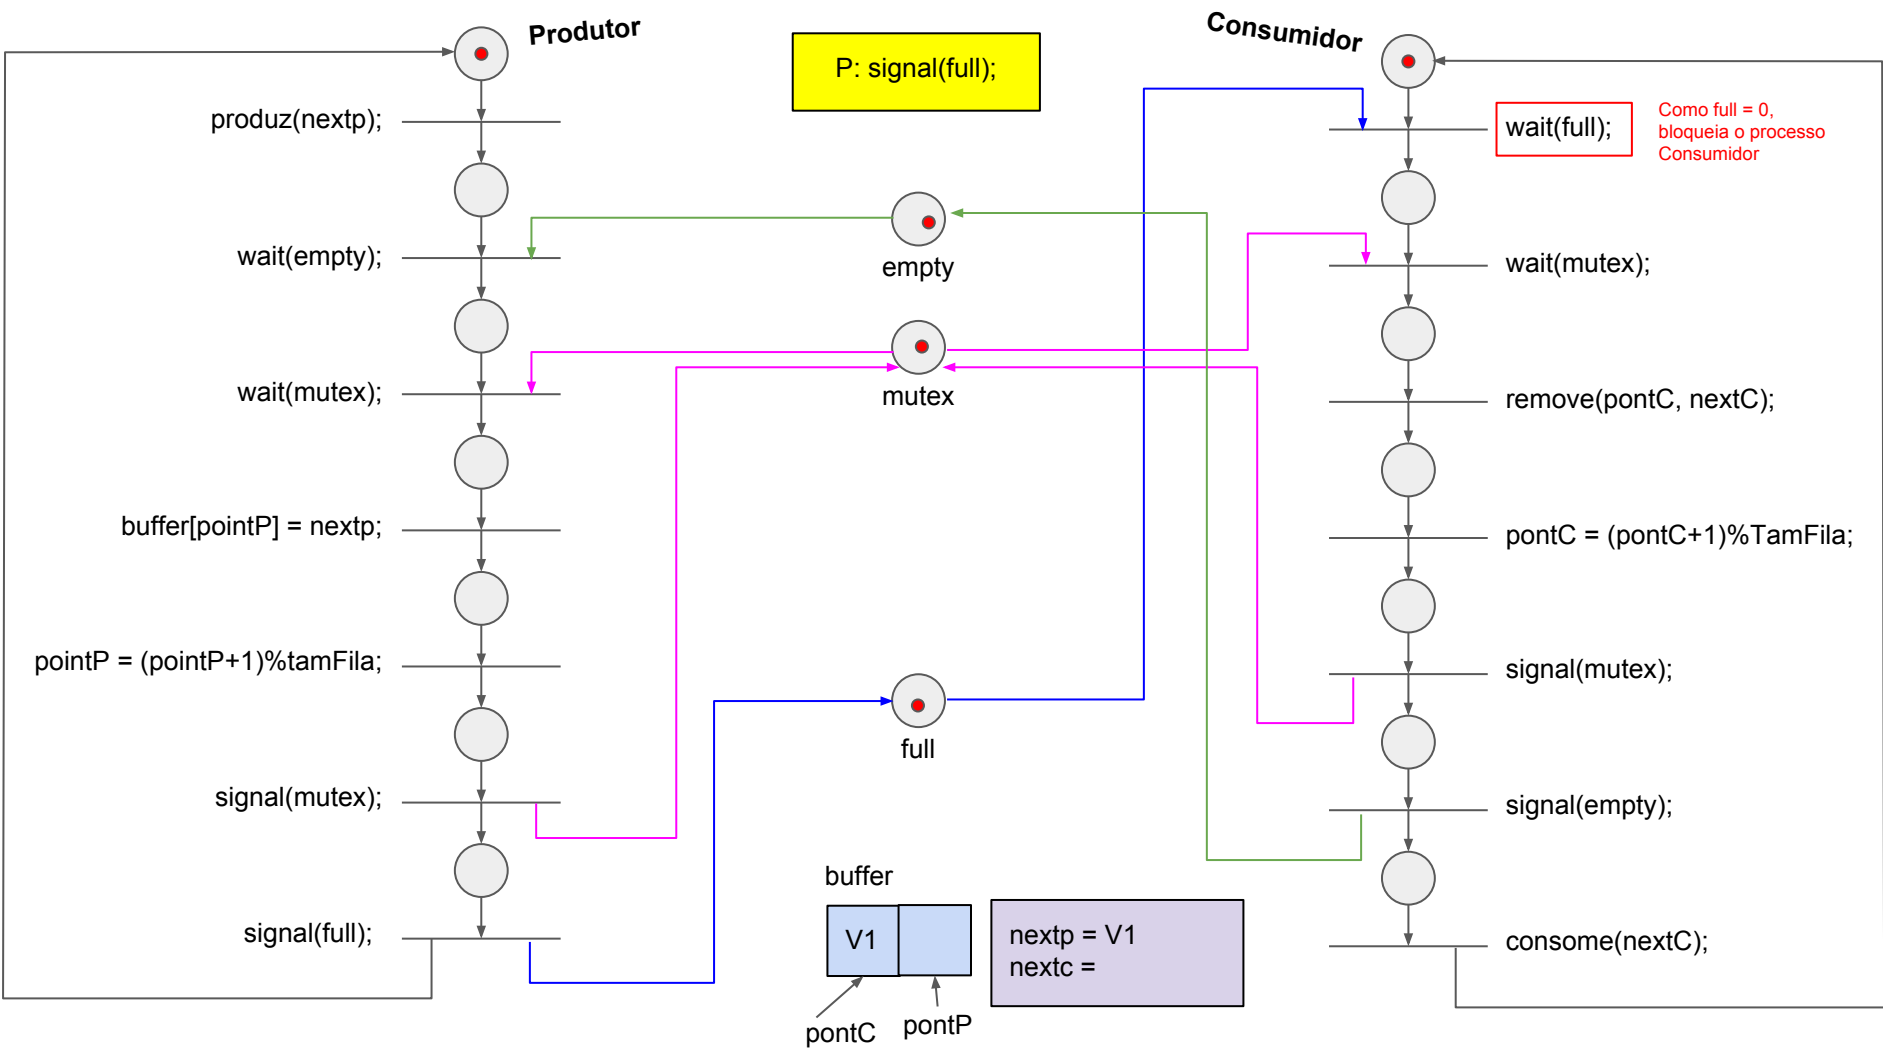 Produtor
Consumidor
P: signal(full);
produz(nextp);
wait(full);
Como full = 0,
bloqueia o processo
Consumidor
wait(empty);
empty
wait(mutex);
wait(mutex);
mutex
remove(pontC, nextC);
buffer[pointP] = nextp;
pontC = (pontC+1)%TamFila;
pointP = (pointP+1)%tamFila;
signal(mutex);
full
signal(mutex);
signal(empty);
buffer
signal(full);
V1
nextp = V1
nextc =
consome(nextC);
pontC
pontP